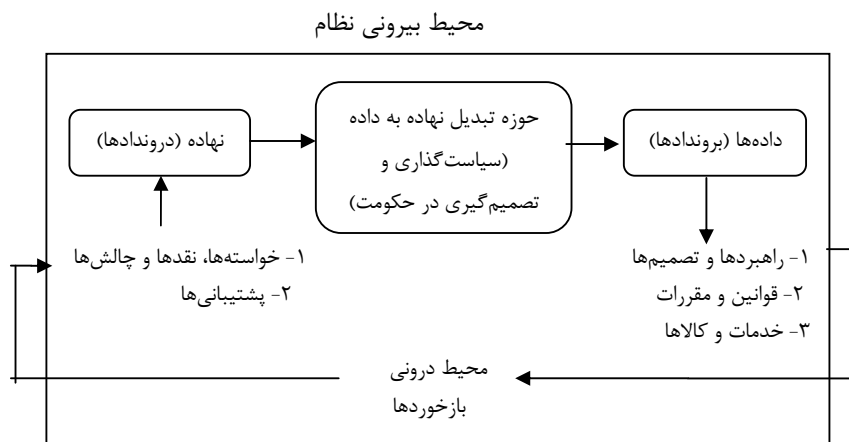 محیط بیرونی نظام
نهاده (دروندادها)
حوزه تبدیل نهاده به داده
(سیاست‌گذاری و
تصمیم‌گیری در حکومت)
داده‌ها (بروندادها)
۱- خواسته‌ها، نقدها و چالش‌ها
۲- پشتیبانی‌ها
۱- راهبردها و تصمیم‌ها
۲- قوانین و مقررات
۳- خدمات و کالاها
محیط درونی
بازخوردها